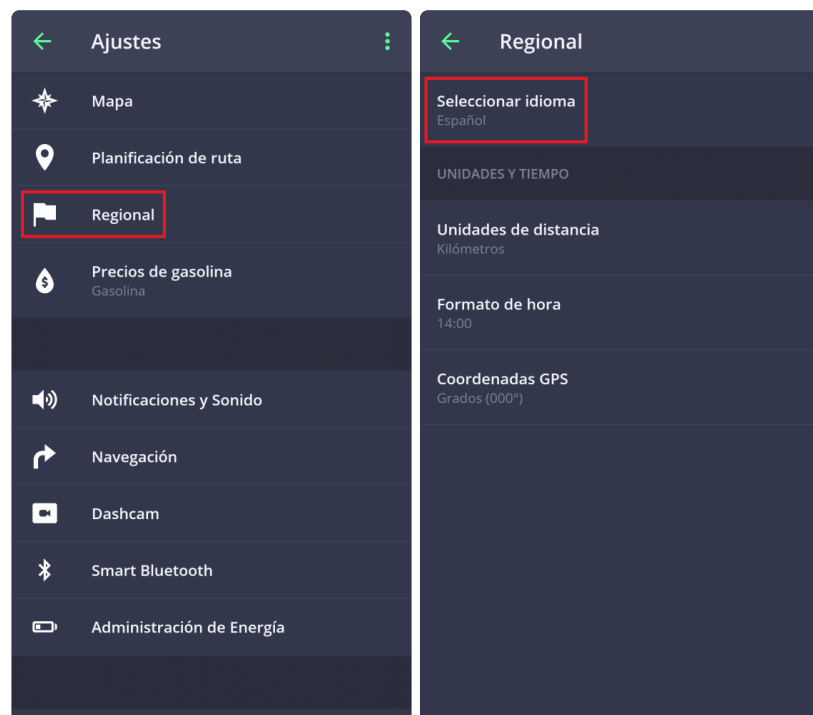 Ajustes
Mapa
Planificación de ruta
Regional
Precios de gasolina
Gasolina
Notificaciones y Sonido
Navegación
Dashcam
Smart Bluetooth
Administración de Energía
Regional
Seleccionar idioma
Español
UNIDADES Y TIEMPO
Unidades de distancia
Kilómetros
Formato de hora
14:00
Coordenadas GPS
Grados (000°)